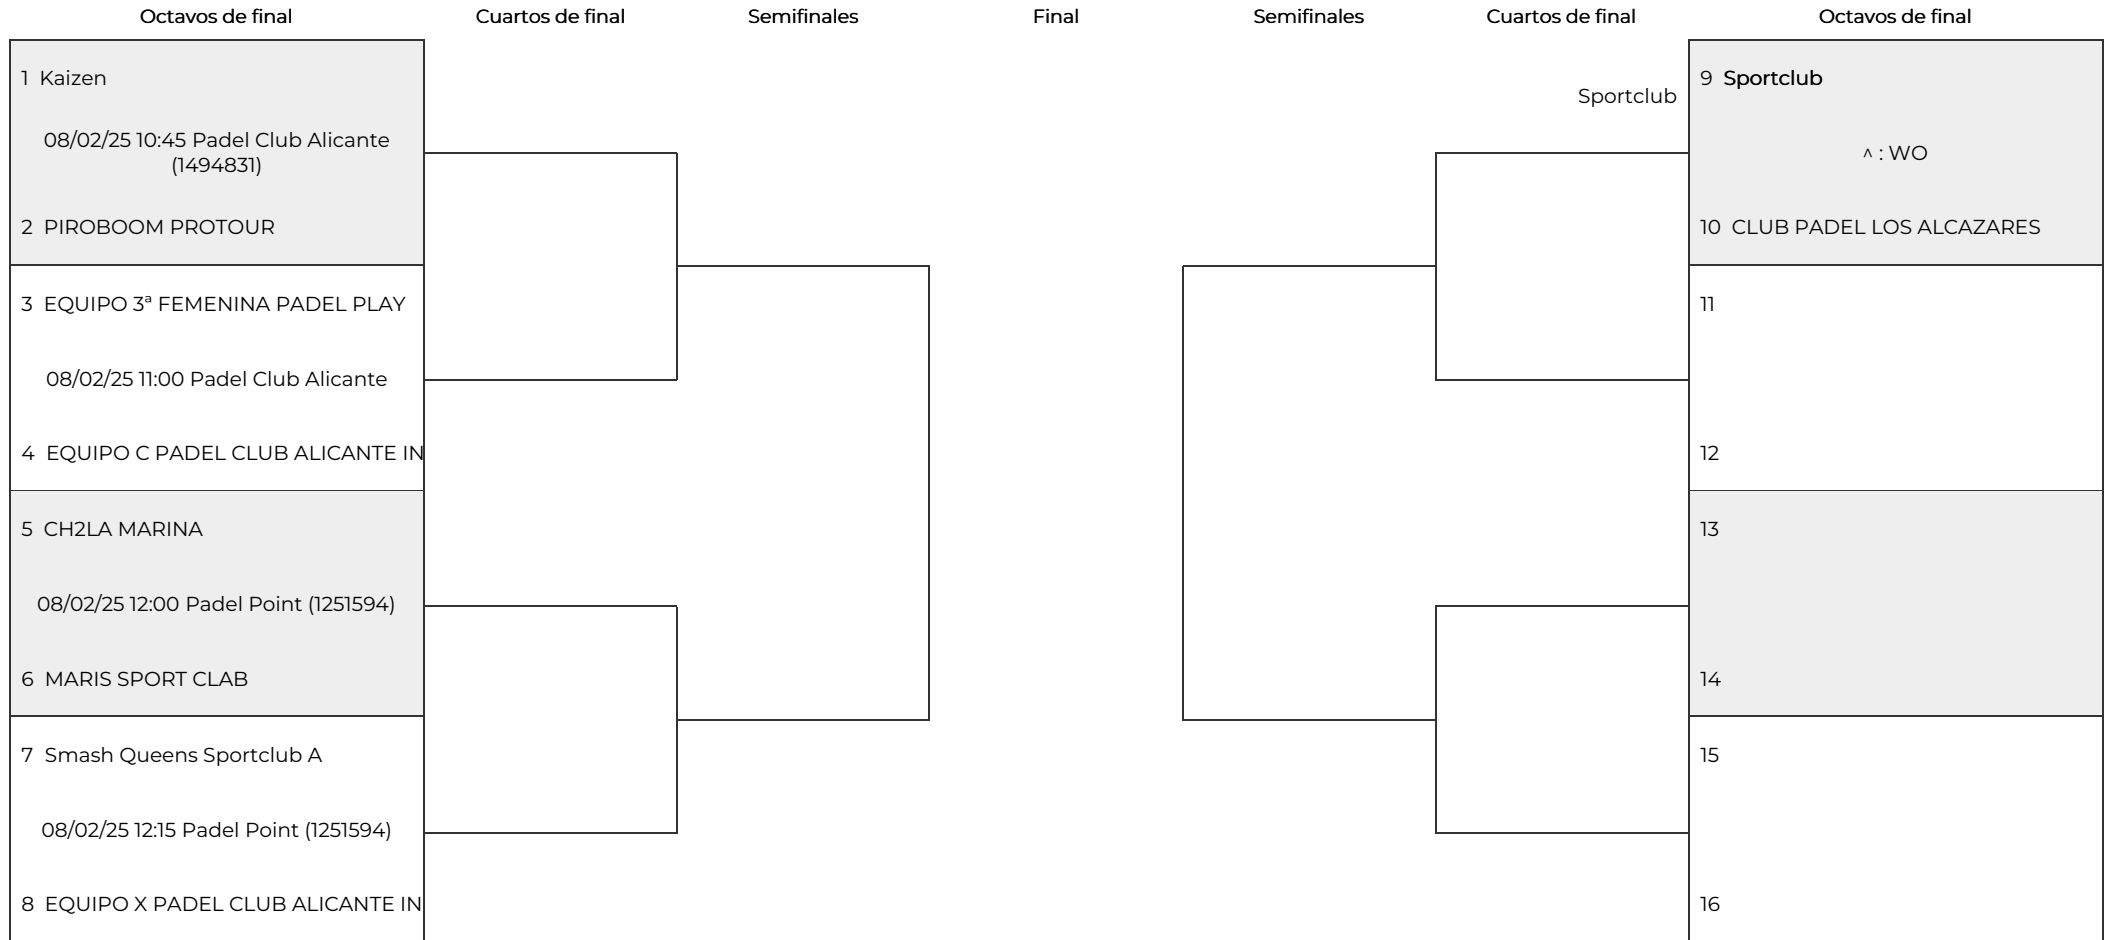 Octavos de final
Cuartos de final
Semifinales
Final
Semifinales
Cuartos de final
Octavos de final
1 Kaizen
08/02/25 10:45 Padel Club Alicante
(1494831)
2 PIROBOOM PROTOUR
3 EQUIPO 3ª FEMENINA PADEL PLAY
08/02/25 11:00 Padel Club Alicante
4 EQUIPO C PADEL CLUB ALICANTE IN
5 CH2LA MARINA
08/02/25 12:00 Padel Point (1251594)
6 MARIS SPORT CLAB
7 Smash Queens Sportclub A
08/02/25 12:15 Padel Point (1251594)
8 EQUIPO X PADEL CLUB ALICANTE IN
Sportclub
9 Sportclub
^ : WO
10 CLUB PADEL LOS ALCAZARES
11
12
13
14
15
16